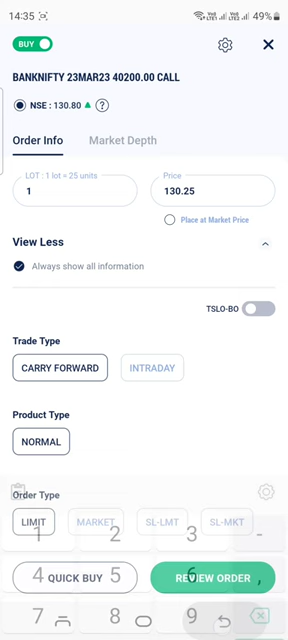 14:35 49%
BUY
BANKNIFTY 23MAR23 40200.00 CALL
NSE : 130.80 ?
Order Info Market Depth
LOT : 1 lot = 25 units Price
1 130.25
Place at Market Price
View Less
Always show all information
TSLO-BO
Trade Type
CARRY FORWARD INTRADAY
Product Type
NORMAL
Order Type
LIMIT MARKET SL-LMT SL-MKT
1 2 3 -
QUICK BUY REVIEW ORDER
4 5 6 ,
7 8 9